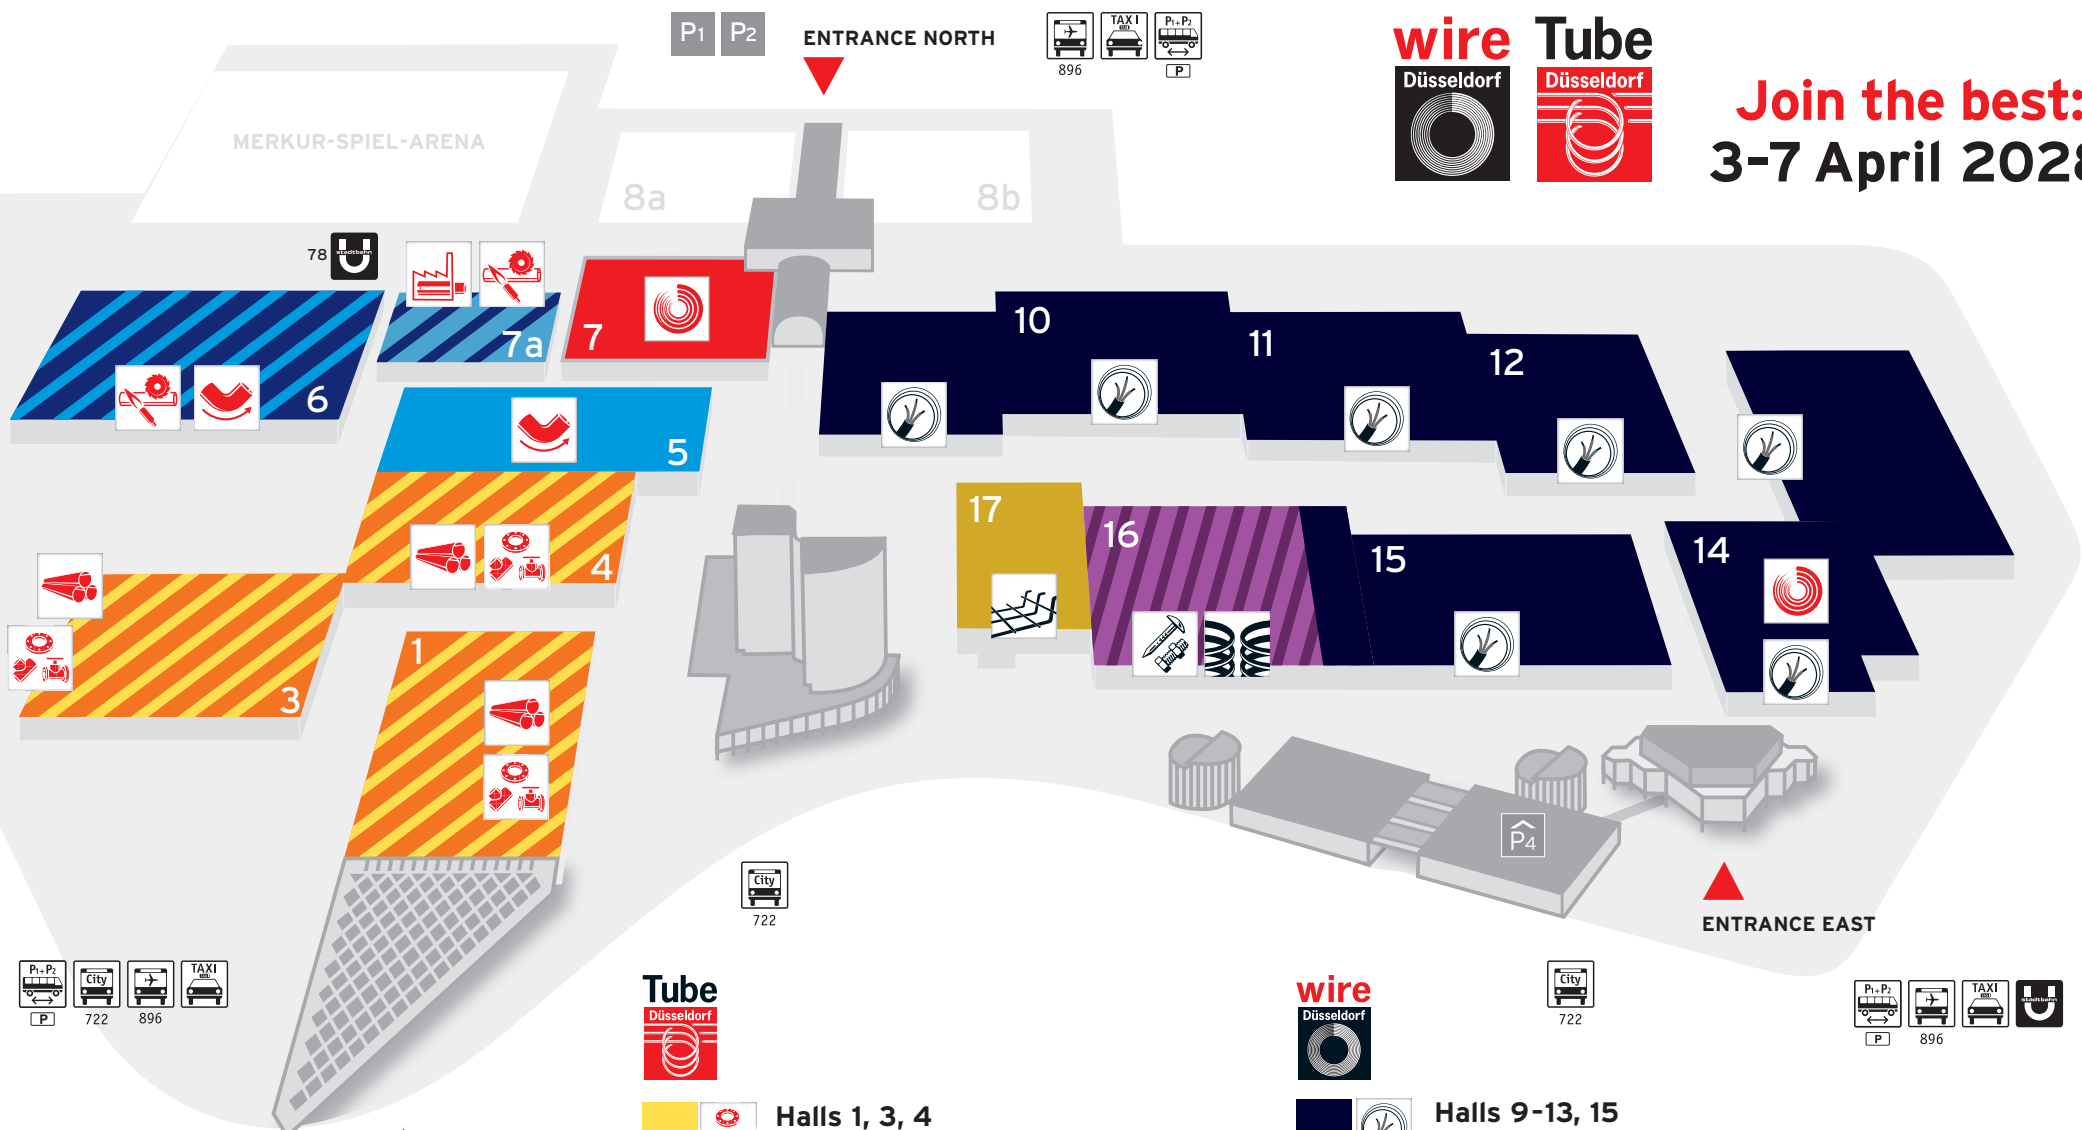 P1 P2 ENTRANCE NORTH
TAXI
P1+P2
896
P
wire Tube
Düsseldorf Düsseldorf
Join the best:
3-7 April 2028
MERKUR-SPIEL-ARENA
8a
8b
78
stadtbahn
7a
7
6
5
10
11
12
17
16
15
14
4
3
1
P4
City
722
ENTRANCE EAST
P1+P2
City
TAXI
P
722
896
Tube
Düsseldorf
wire
Düsseldorf
City
722
P1+P2
TAXI
stadtbahn
P
896
Halls 1, 3, 4
Halls 9-13, 15